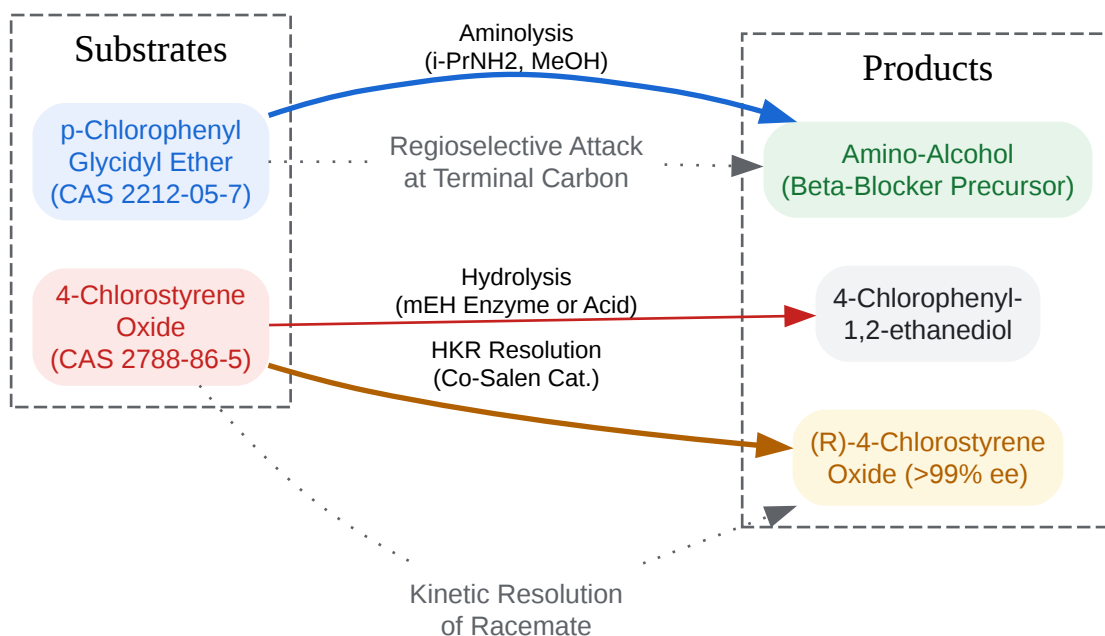 Substrates
p-Chlorophenyl
Glycidyl Ether
(CAS 2212-05-7)
4-Chlorostyrene
Oxide
(CAS 2788-86-5)
Aminolysis
(i-PrNH2, MeOH)
Regioselective Attack
at Terminal Carbon
Hydrolysis
(mEH Enzyme or Acid)
HKR Resolution
(Co-Salen Cat.)
Kinetic Resolution
of Racemate
Products
Amino-Alcohol
(Beta-Blocker Precursor)
4-Chlorophenyl-
1,2-ethanediol
(R)-4-Chlorostyrene
Oxide (>99% ee)